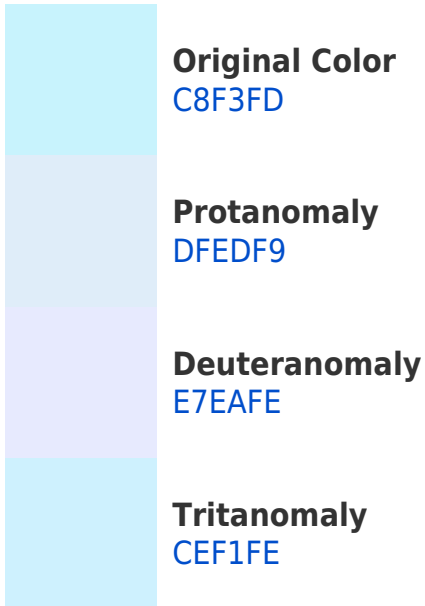 Original Color
C8F3FD
Protanomaly
DFEDF9
Deuteranomaly
E7EAFE
Tritanomaly
CEF1FE